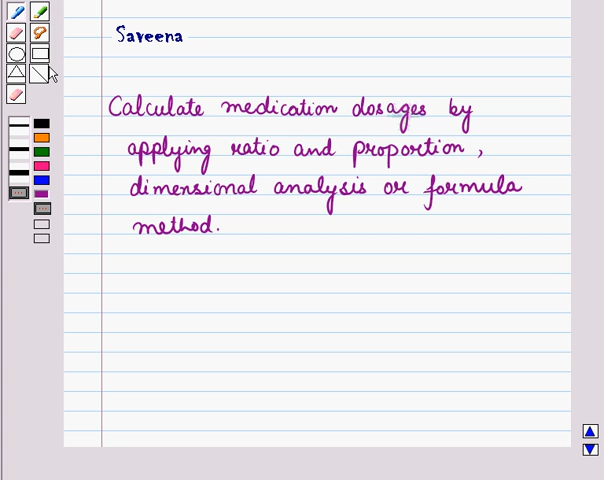 Saveena
Calculate medication dosages by
applying ratio and proportion,
dimensional analysis or formula
method.